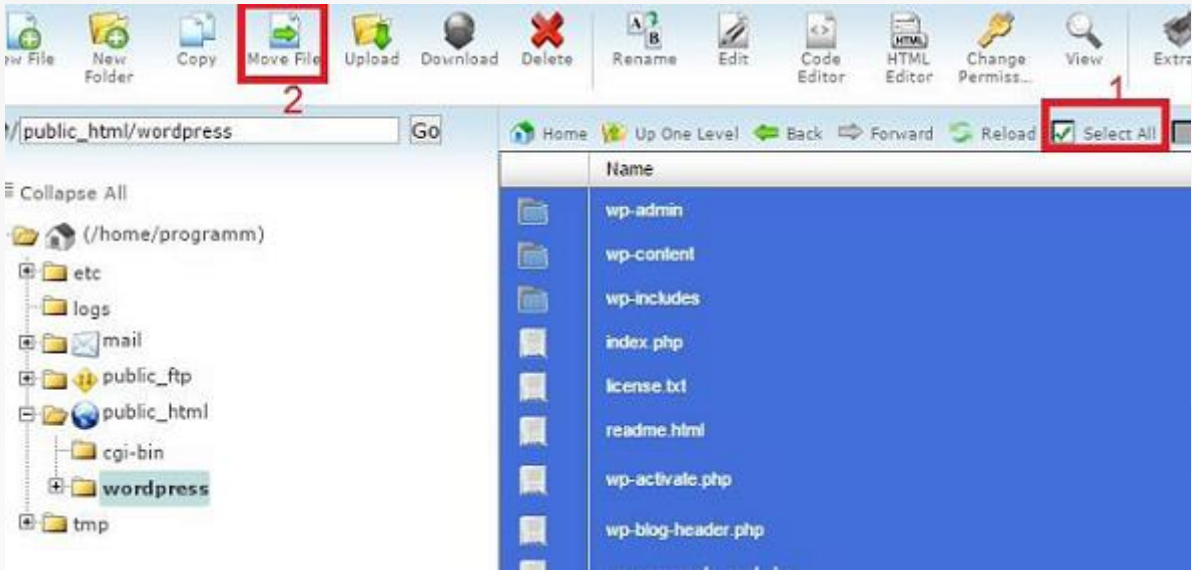 New Folder
Copy
Move File
Upload
Download
Delete
Rename
Edit
Code Editor
HTML Editor
Change Permiss...
View
2
1
/public_html/wordpress
Go
Home
Up One Level
Back
Forward
Reload
Select All
Collapse All
Name
(/home/programm)
etc
logs
mail
public_ftp
public_html
cgi-bin
wordpress
tmp
wp-admin
wp-content
wp-includes
index.php
license.txt
readme.html
wp-activate.php
wp-blog-header.php